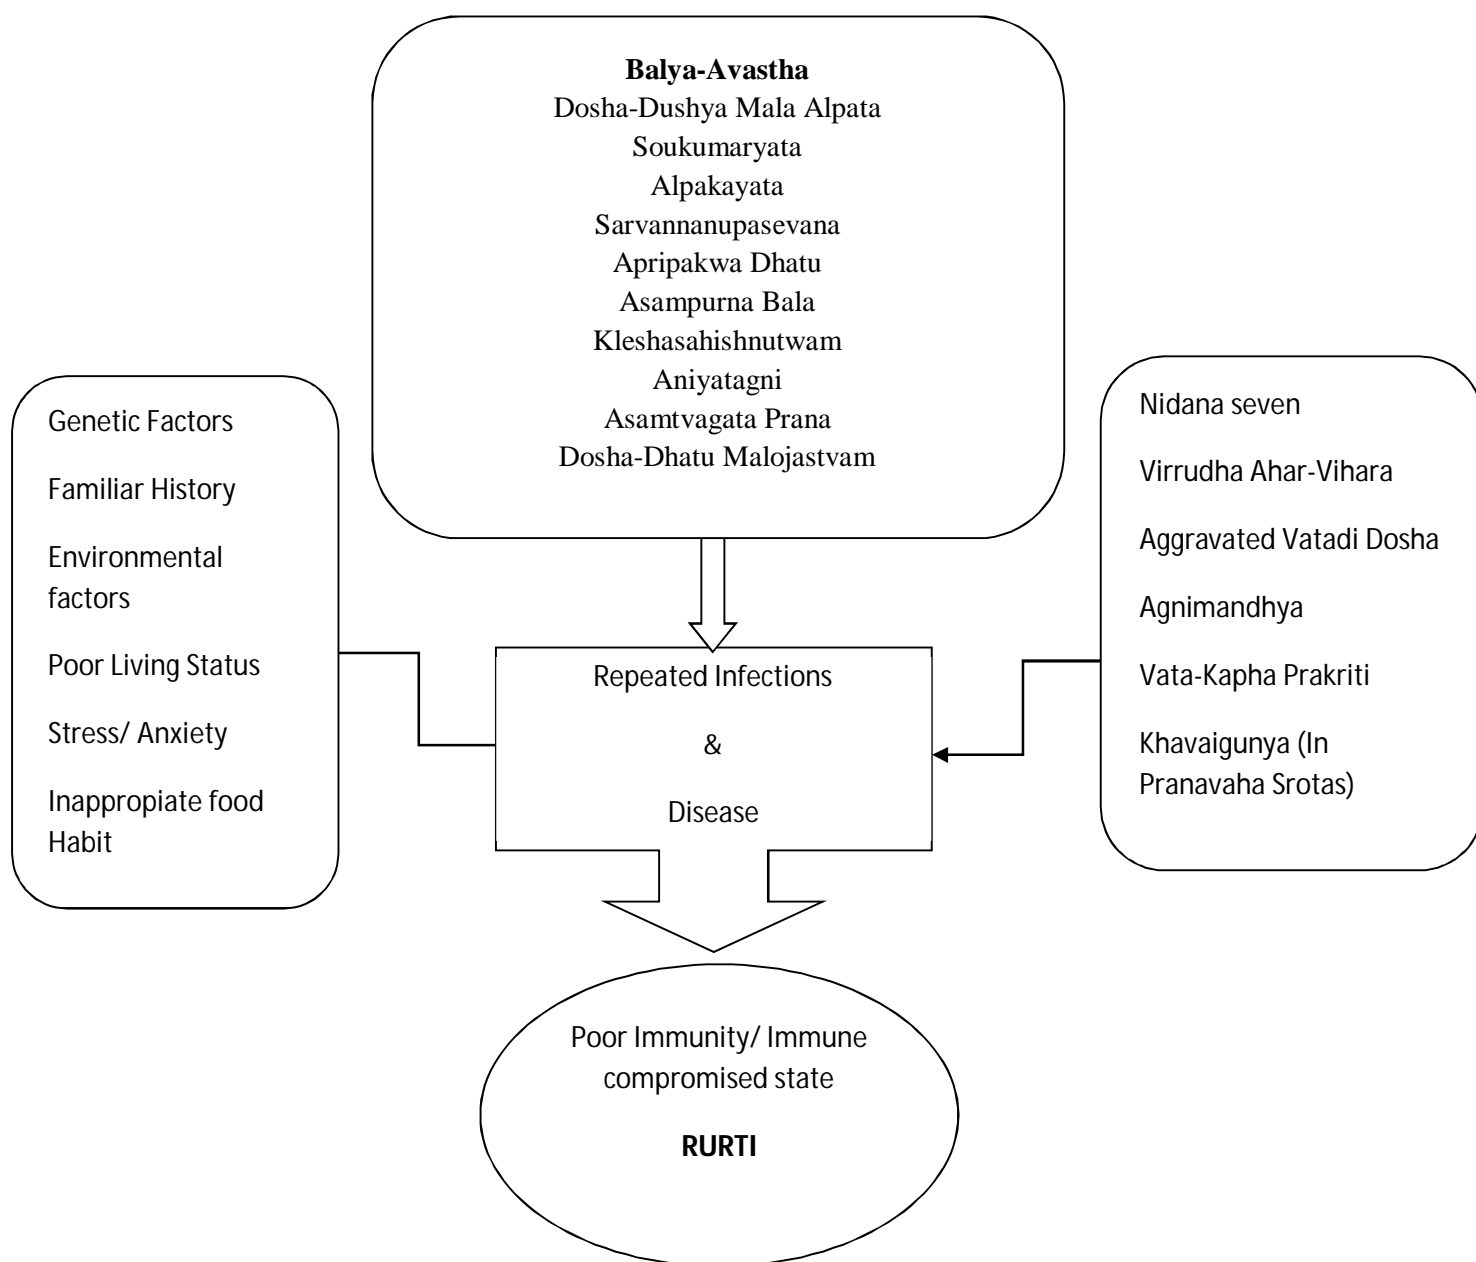 Balya-Avastha
Dosha-Dushya Mala Alpata
Soukumaryata
Alpakayata
Sarvannanupasevana
Apripakwa Dhatu
Asampurna Bala
Kleshasahishnutwam
Aniyatagni
Asamtvagata Prana
Dosha-Dhatu Malojastvam
Genetic Factors
Familiar History
Environmental
factors
Poor Living Status
Stress/ Anxiety
Inappropiate food
Habit
Repeated Infections
&
Disease
Nidana seven
Virrudha Ahar-Vihara
Aggravated Vatadi Dosha
Agnimandhya
Vata-Kapha Prakriti
Khavaigunya (In
Pranavaha Srotas)
Poor Immunity/ Immune
compromised state
RURTI